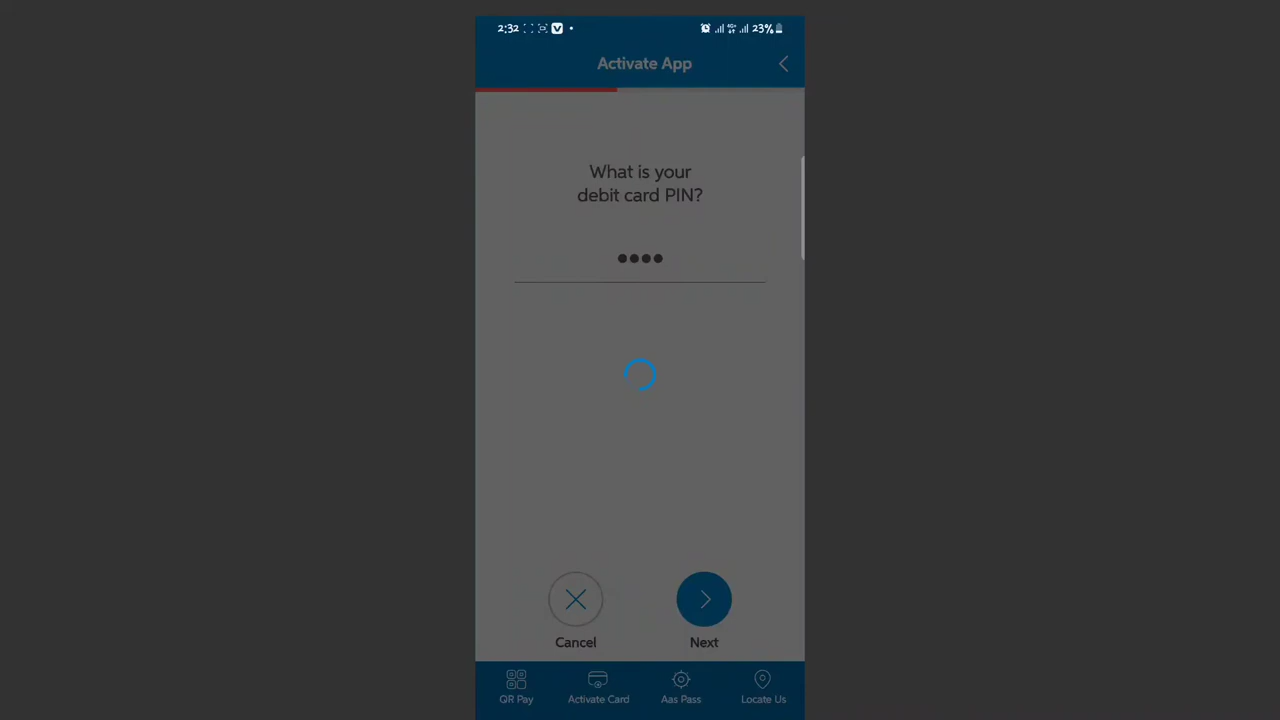 2:32
23%
Activate App
What is your
debit card PIN?
Cancel
Next
QR Pay
Activate Card
Aas Pass
Locate Us